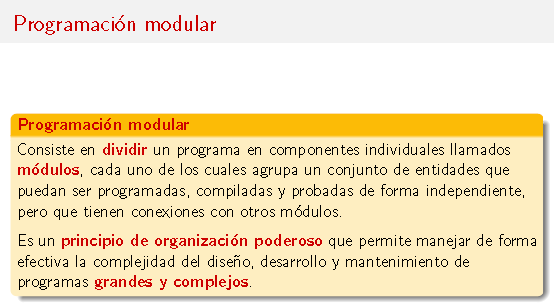 Programación modular
Programación modular
Consiste en dividir un programa en componentes individuales llamados
módulos, cada uno de los cuales agrupa un conjunto de entidades que
puedan ser programadas, compiladas y probadas de forma independiente,
pero que tienen conexiones con otros módulos.
Es un principio de organización poderoso que permite manejar de forma
efectiva la complejidad del diseño, desarrollo y mantenimiento de
programas grandes y complejos.